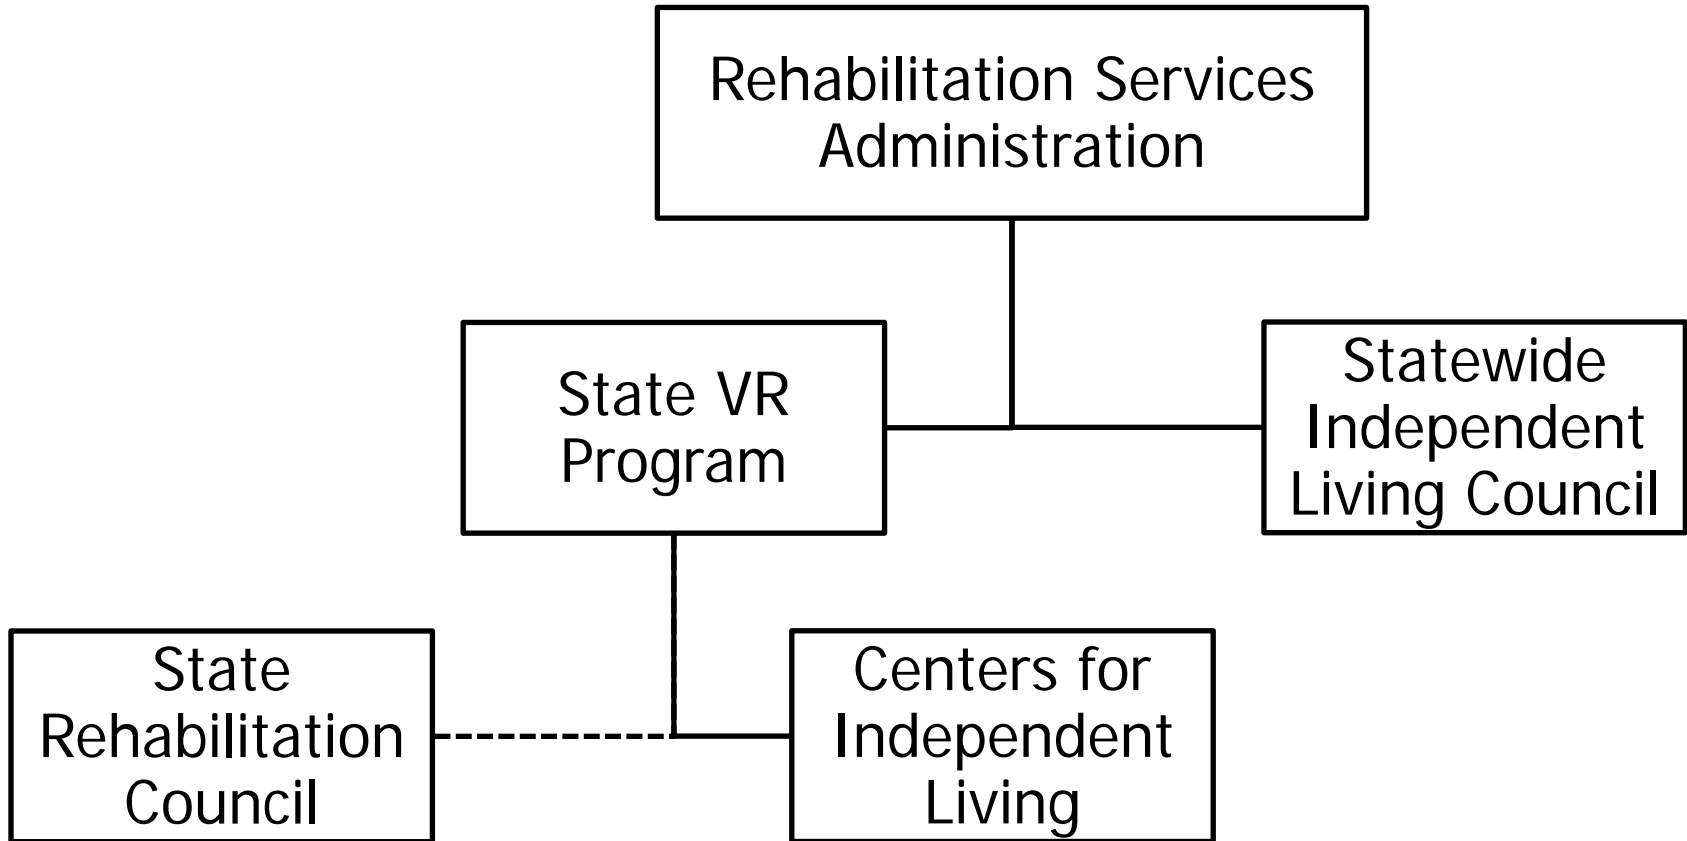 Rehabilitation Services
Administration
State VR
Program
Statewide
Independent
Living Council
State
Rehabilitation
Council
Centers for
Independent
Living